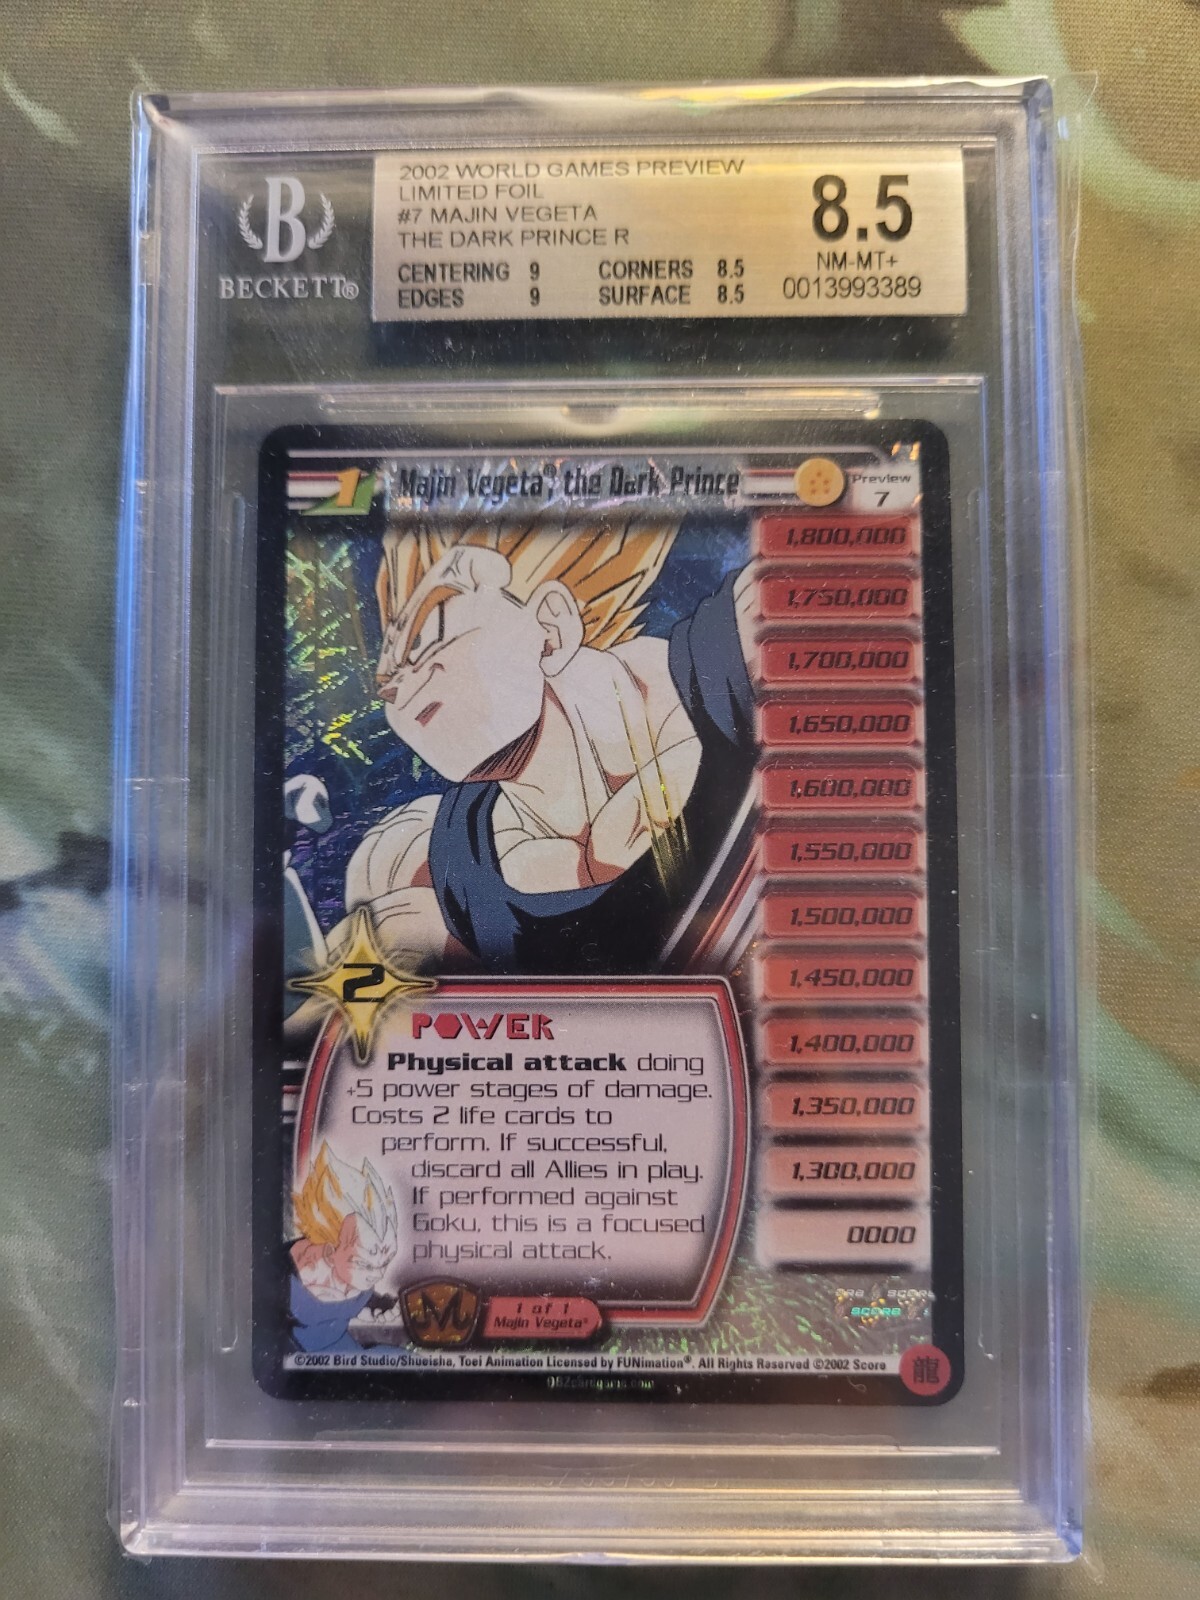 2002 WORLD GAMES PREVIEW
LIMITED FOIL
#7 MAJIN VEGETA
THE DARK PRINCE R
CENTERING 9 CORNERS 8.5
EDGES 9 SURFACE 8.5
8.5
NM-MT+
0013993389
B
BECKETT®
1
Majin Vegeta®, the Dark Prince
Preview
7
1,800,000
1,750,000
1,700,000
1,650,000
1,600,000
1,550,000
1,500,000
1,450,000
1,400,000
1,350,000
1,300,000
0000
2
POWER
Physical attack doing
+5 power stages of damage.
Costs 2 life cards to
perform. If successful,
discard all Allies in play.
If performed against
Goku, this is a focused
physical attack.
M
1 of 1
Majin Vegeta®
SCORE
SCORE
©2002 Bird Studio/Shueisha, Toei Animation Licensed by FUNimation®. All Rights Reserved ©2002 Score
龍